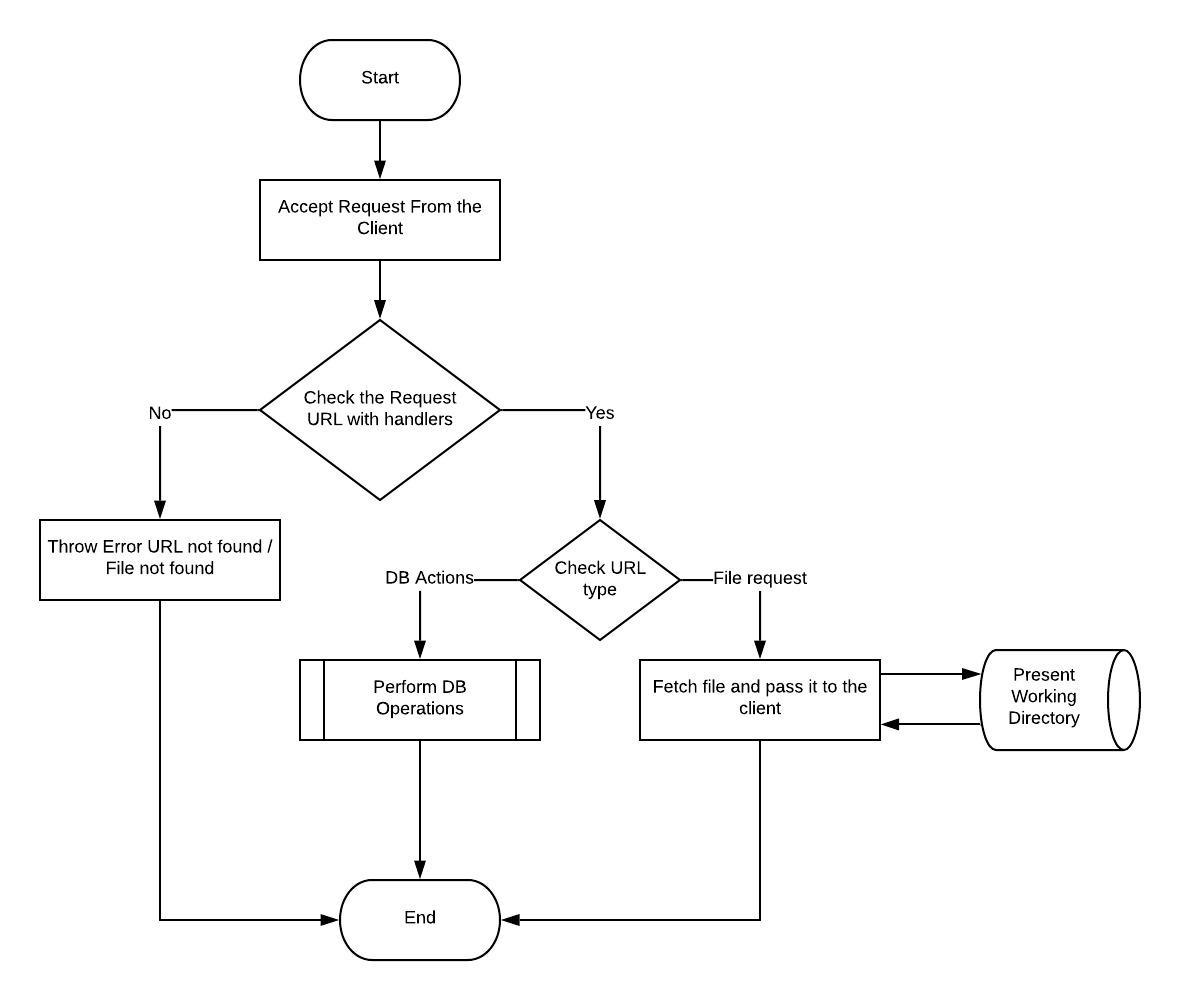 Start
Accept Request From the
Client
Check the Request
URL with handlers
No
Yes
Throw Error URL not found /
File not found
Check URL
type
DB Actions
File request
Perform DB
Operations
Fetch file and pass it to the
client
Present
Working
Directory
End